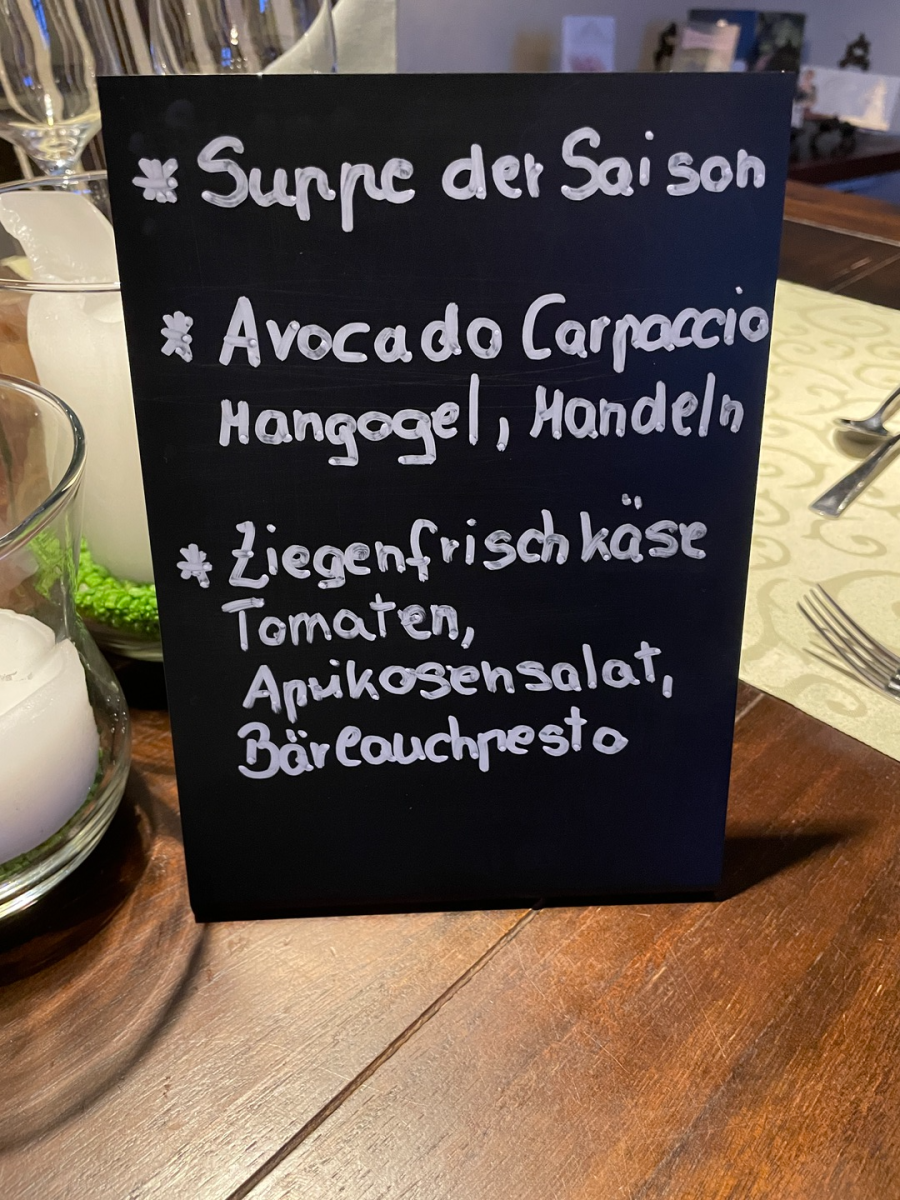 * Suppe der Saison
* Avocado Carpaccio
Mangogel, Mandeln
* Ziegenfrischkäse
Tomaten,
Aprikosensalat,
Bärlauchpesto